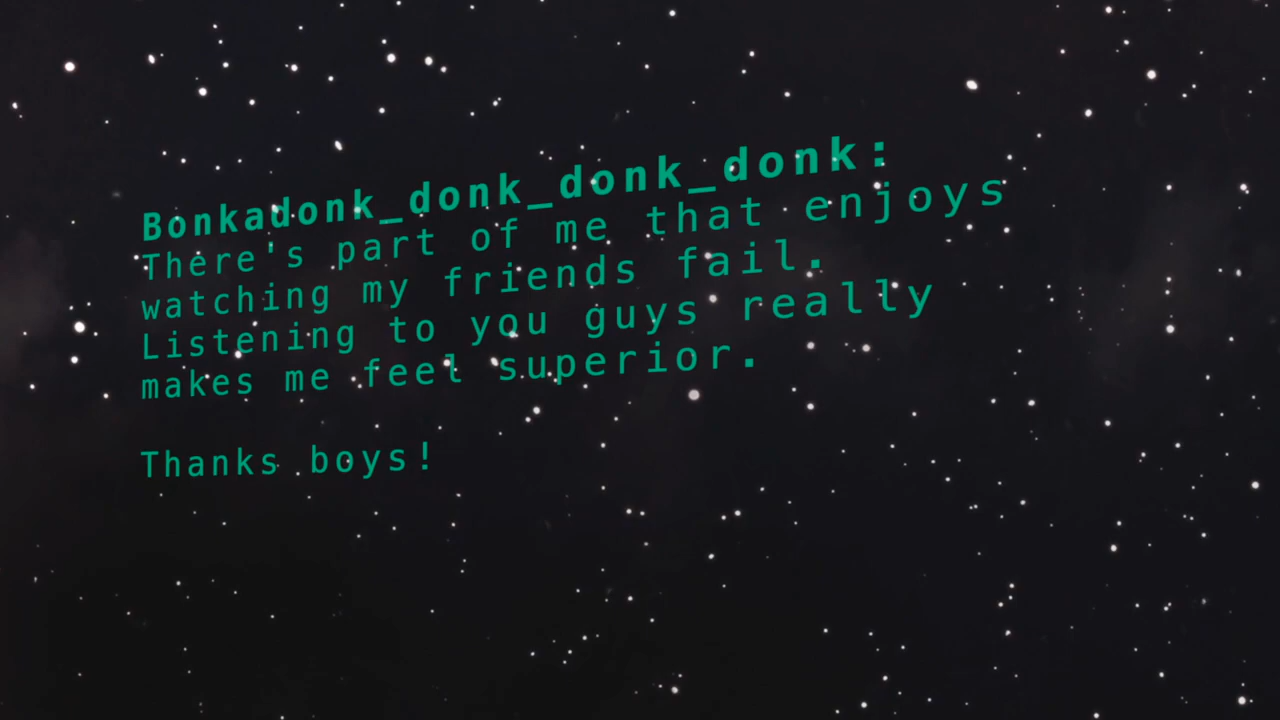 Bonkadonk_donk_donk_donk:
There's part of me that enjoys
watching my friends fail.
Listening to you guys really
makes me feel superior.
Thanks boys!